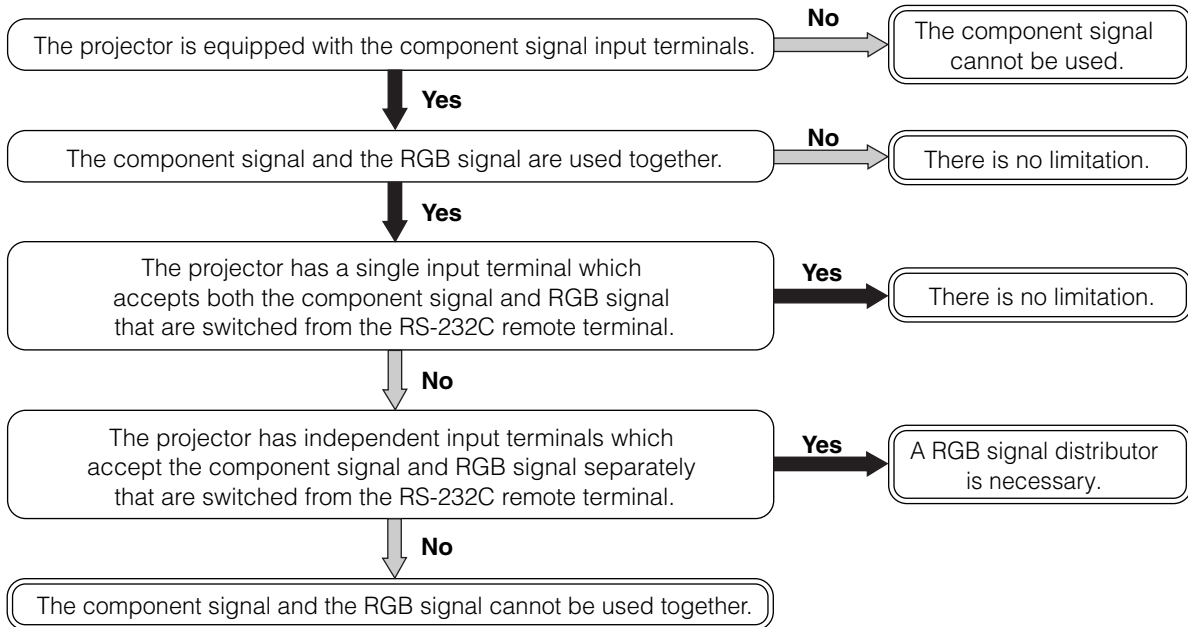 The projector is equipped with the component signal input terminals.
No
The component signal
cannot be used.
Yes
The component signal and the RGB signal are used together.
No
There is no limitation.
Yes
The projector has a single input terminal which
accepts both the component signal and RGB signal
that are switched from the RS-232C remote terminal.
Yes
There is no limitation.
No
The projector has independent input terminals which
accept the component signal and RGB signal separately
that are switched from the RS-232C remote terminal.
Yes
A RGB signal distributor
is necessary.
No
The component signal and the RGB signal cannot be used together.